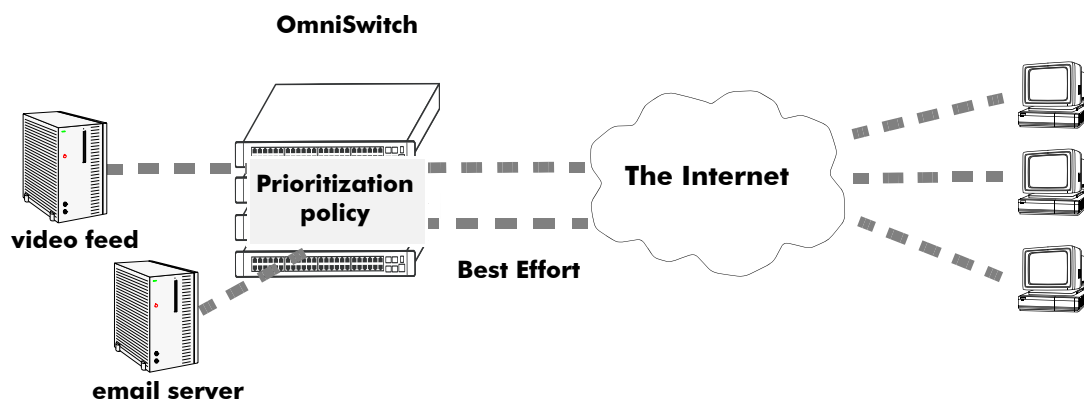 OmniSwitch
Prioritization
policy
The Internet
video feed
Best Effort
email server